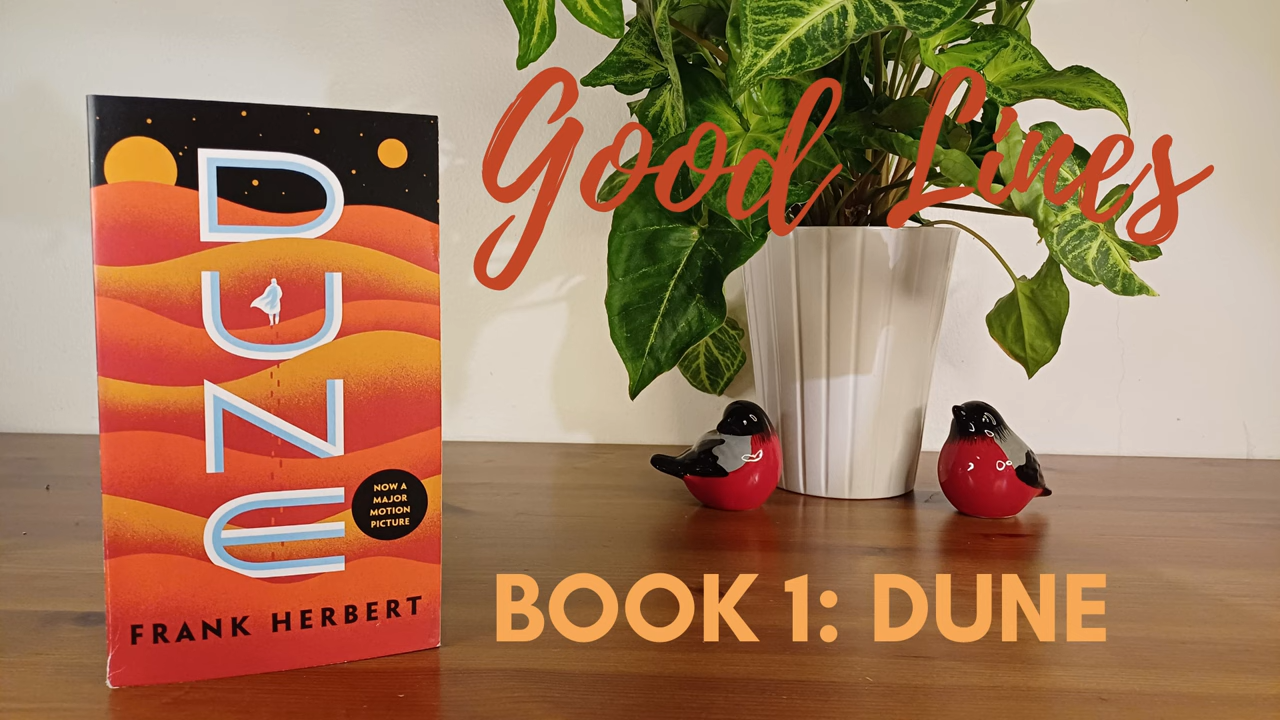 DUNE
NOW A
MAJOR
MOTION
PICTURE
FRANK HERBERT
Good Lines
BOOK 1: DUNE